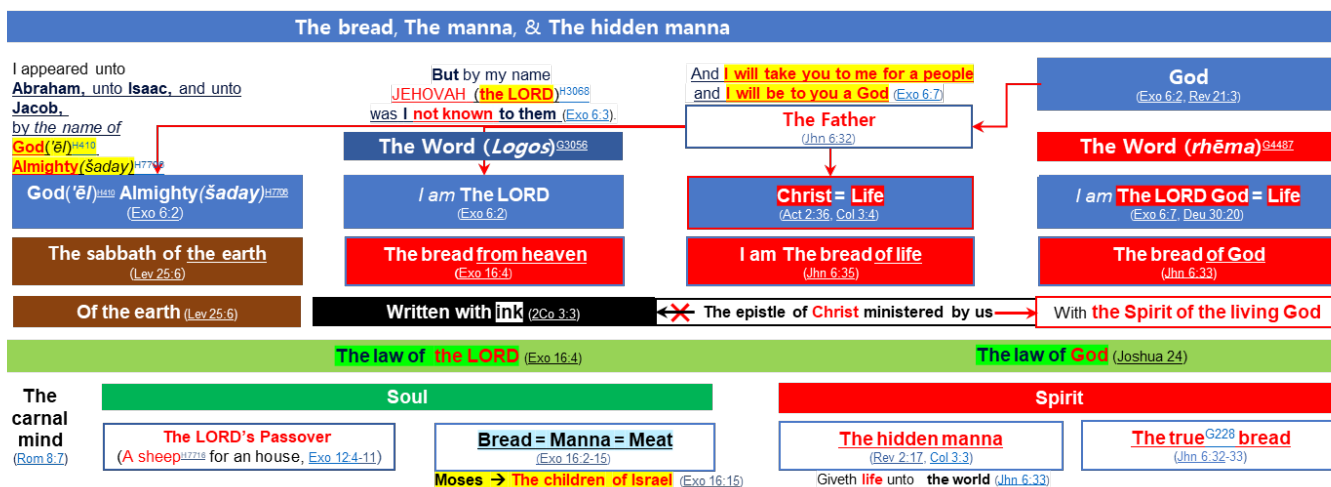 The bread, The manna, & The hidden manna
I appeared unto
Abraham, unto Isaac, and unto
Jacob,
by the name of
God('ēl)H410
Almighty(šaday)H7706
But by my name
JEHOVAH (the LORD)H3068
was I not known to them (Exo 6:3).
And I will take you to me for a people
and I will be to you a God (Exo 6:7)
God
(Exo 6:2, Rev 21:3)
The Father
(Jhn 6:32)
The Word (Logos)G3056
The Word (rhēma)G4487
God('ēl)H410 Almighty(šaday)H7706
(Exo 6:2)
I am The LORD
(Exo 6:2)
Christ = Life
(Act 2:36, Col 3:4)
I am The LORD God = Life
(Exo 6:7, Deu 30:20)
The sabbath of the earth
(Lev 25:6)
The bread from heaven
(Exo 16:4)
I am The bread of life
(Jhn 6:35)
The bread of God
(Jhn 6:33)
Of the earth (Lev 25:6)
Written with ink (2Co 3:3)
The epistle of Christ ministered by us
With the Spirit of the living God
The law of the LORD (Exo 16:4)
The law of God (Joshua 24)
The
carnal
mind
(Rom 8:7)
Soul
Spirit
The LORD's Passover
(A sheepH7716 for an house, Exo 12:4-11)
Bread = Manna = Meat
(Exo 16:2-15)
Moses → The children of Israel (Exo 16:15)
The hidden manna
(Rev 2:17, Col 3:3)
Giveth life unto the world (Jhn 6:33)
The trueG228 bread
(Jhn 6:32-33)